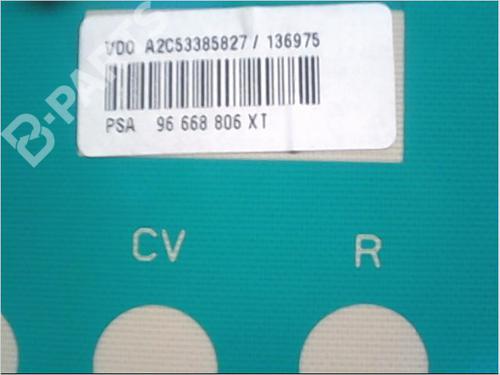 VDO A2C53385827 / 136975
PSA 96 668 806 XT
CV R
B-PARTS